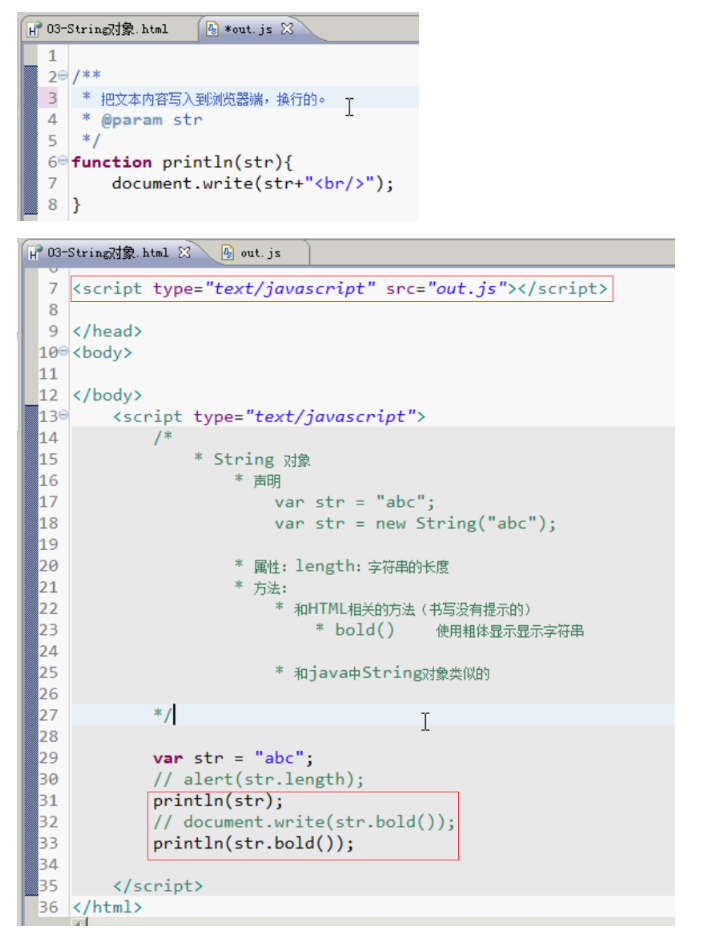 03-String对象.html *out.js
1
2 /**
3 * 把文本内容写入到浏览器端，换行的。
4 * @param str
5 */
6 function println(str){
7 document.write(str+"<br/>");
8 }
03-String对象.html out.js
7 <script type="text/javascript" src="out.js"></script>
8
9 </head>
10 <body>
11
12 </body>
13 <script type="text/javascript">
14 /*
15 * String 对象
16 * 声明
17 var str = "abc";
18 var str = new String("abc");
19
20 * 属性：length：字符串的长度
21 * 方法：
22 * 和HTML相关的方法（书写没有提示的）
23 * bold() 使用粗体显示显示字符串
24
25 * 和java中String对象类似的
26
27 */
28
29 var str = "abc";
30 // alert(str.length);
31 println(str);
32 // document.write(str.bold());
33 println(str.bold());
34
35 </script>
36 </html>